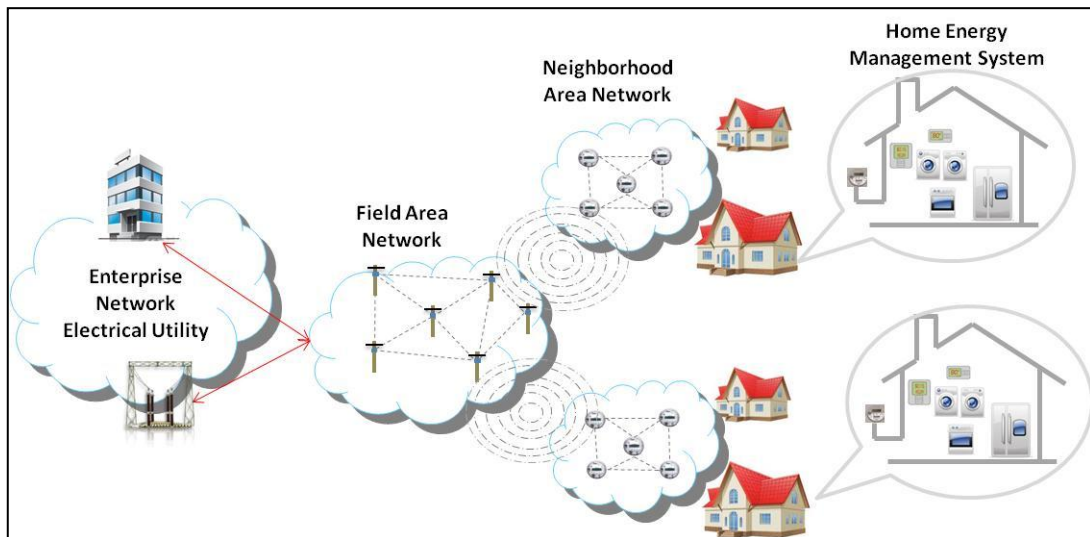 Home Energy
Management System
Neighborhood
Area Network
Field Area
Network
Enterprise
Network
Electrical Utility